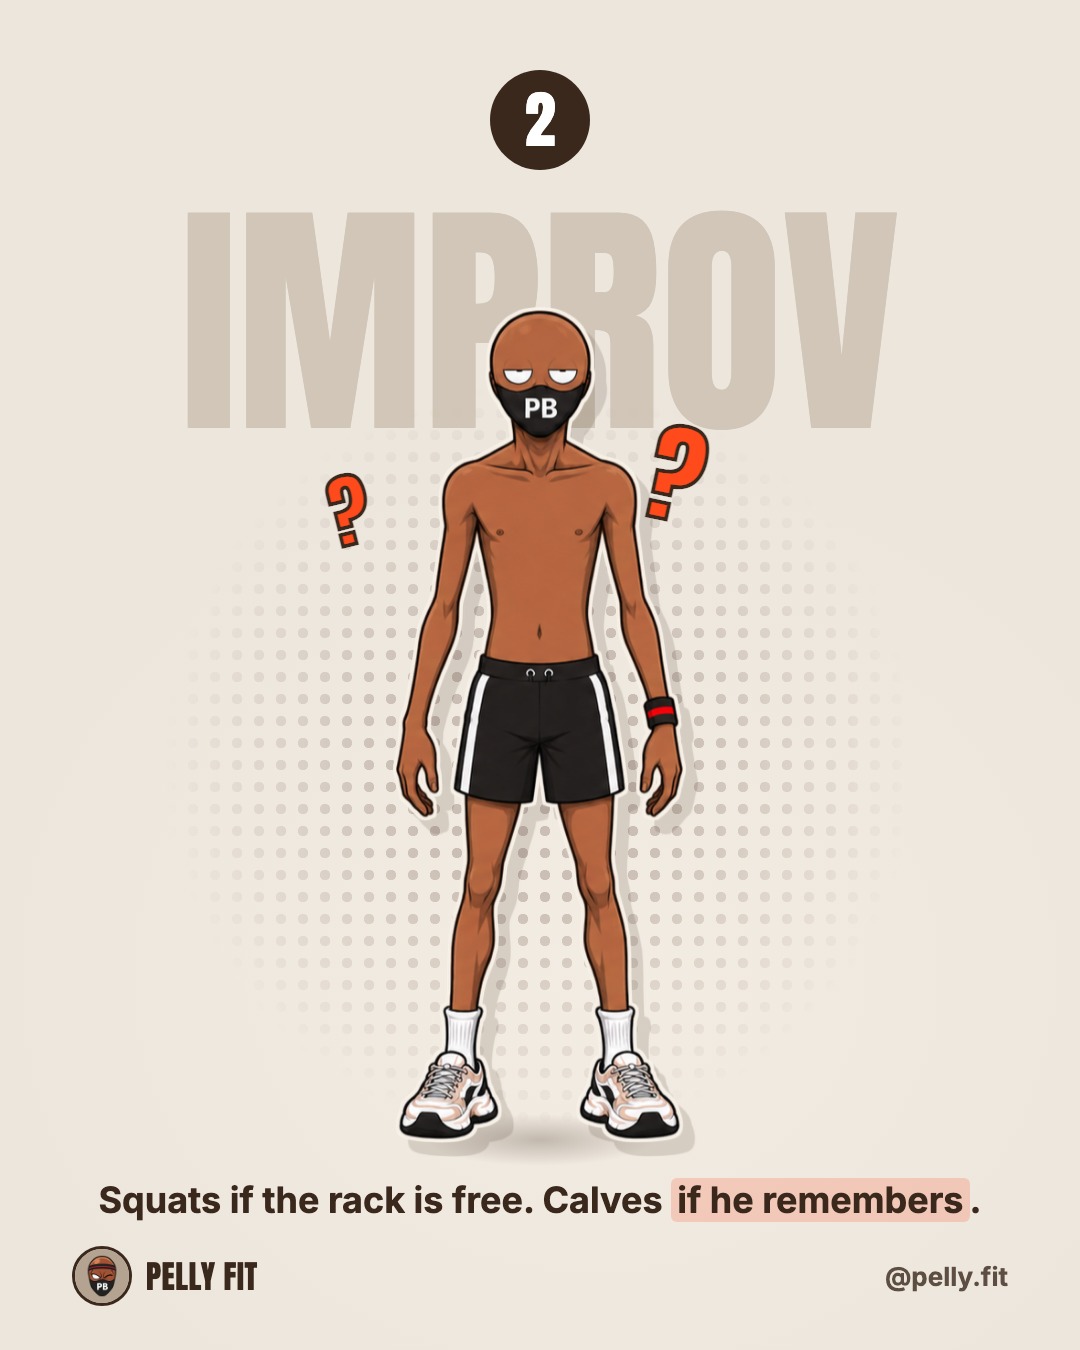 2
IMPROV
PB
?
?
Squats if the rack is free. Calves if he remembers.
PB
PELLY FIT
@pelly.fit